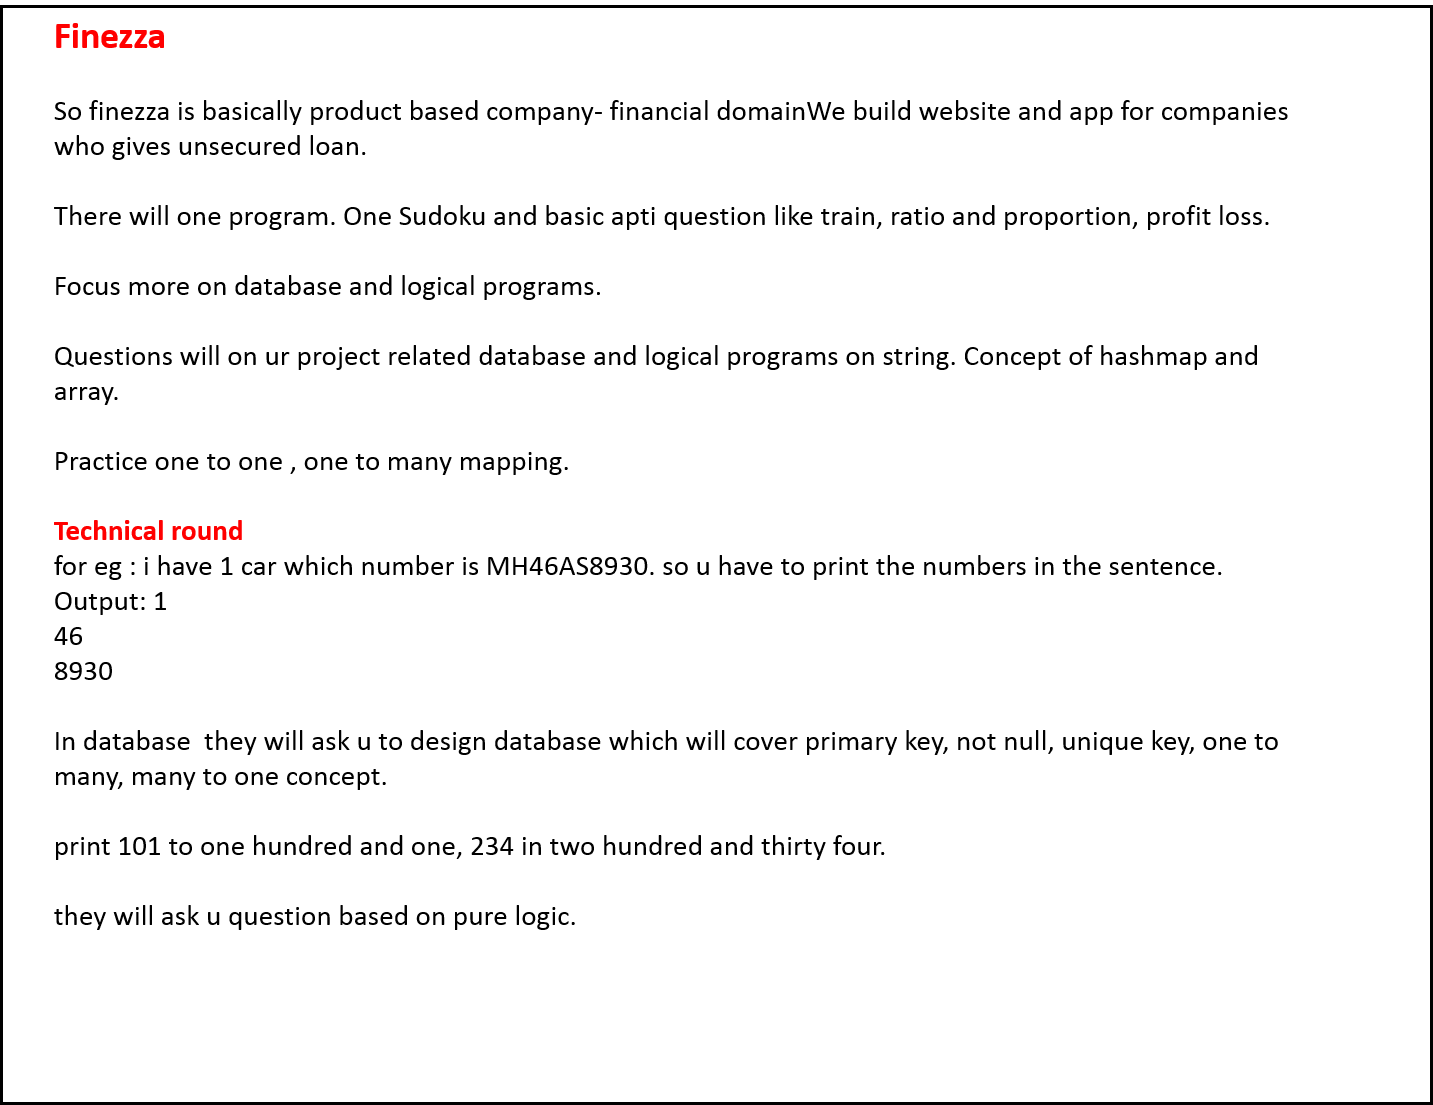 Finezza
So finezza is basically product based company- financial domainWe build website and app for companies
who gives unsecured loan.
There will one program. One Sudoku and basic apti question like train, ratio and proportion, profit loss.
Focus more on database and logical programs.
Questions will on ur project related database and logical programs on string. Concept of hashmap and
array.
Practice one to one , one to many mapping.
Technical round
for eg : i have 1 car which number is MH46AS8930. so u have to print the numbers in the sentence.
Output: 1
46
8930
In database  they will ask u to design database which will cover primary key, not null, unique key, one to
many, many to one concept.
print 101 to one hundred and one, 234 in two hundred and thirty four.
they will ask u question based on pure logic.